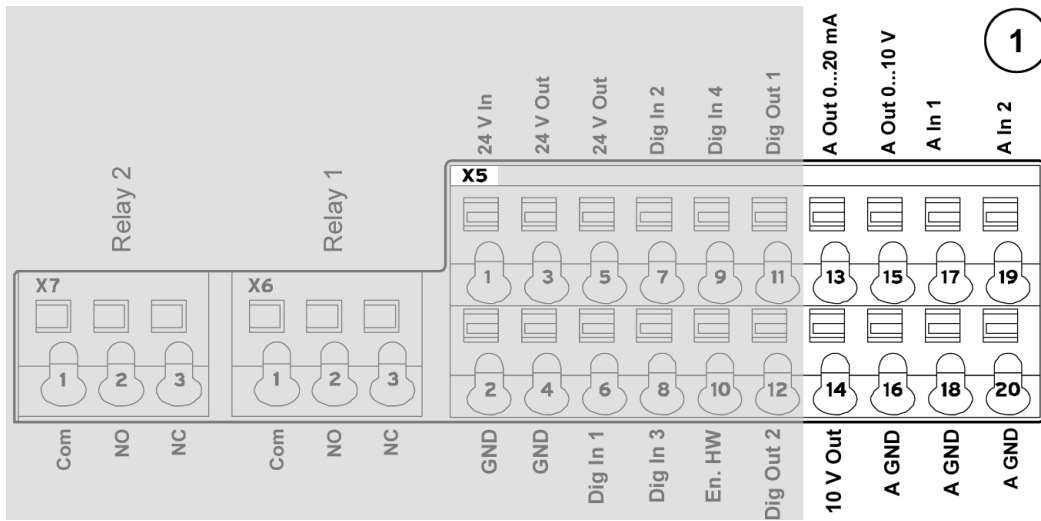 A Out 0...20 mA
A Out 0...10 V
A In 1
A In 2
1
24 V In
24 V Out
24 V Out
Dig In 2
Dig In 4
Dig Out 1
Relay 2
Relay 1
X5
1 3 5 7 9 11 13 15 17 19
X7
X6
1 2 3
1 2 3
2 4 6 8 10 12 14 16 18 20
Com
NO
NC
Com
NO
NC
GND
GND
Dig In 1
Dig In 3
En. HW
Dig Out 2
10 V Out
A GND
A GND
A GND